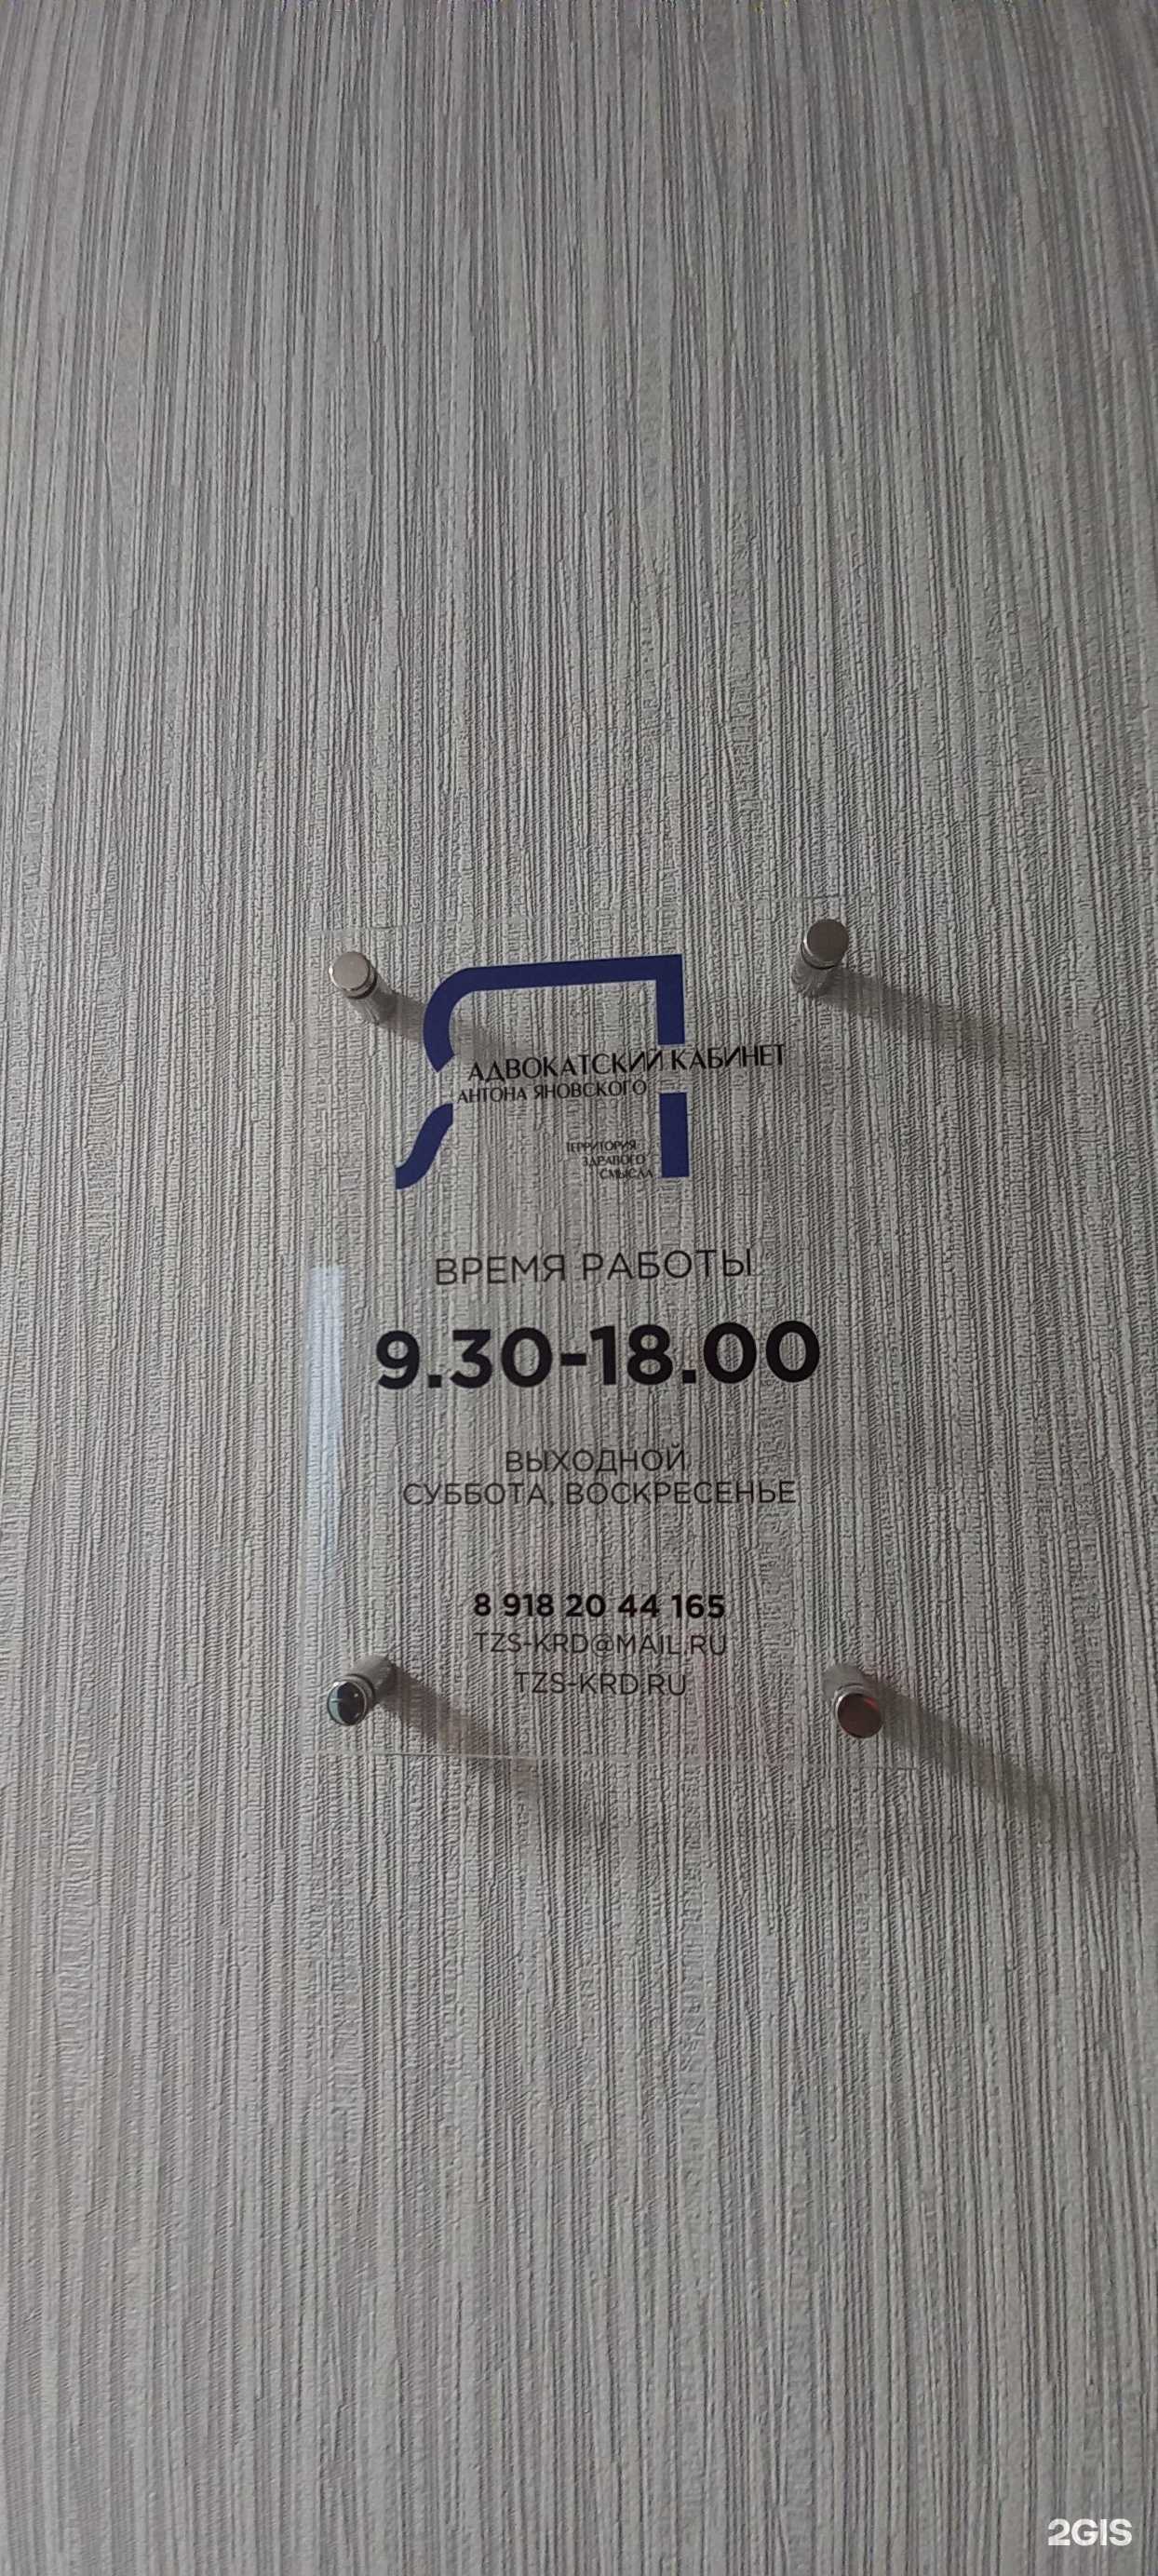 АДВОКАТСКИЙ КАБИНЕТ
АНТОНА ЯНОВСКОГО
ТЕРРИТОРИЯ
ЗДРАВОГО
СМЫСЛА
ВРЕМЯ РАБОТЫ
9.30-18.00
ВЫХОДНОЙ
СУББОТА, ВОСКРЕСЕНЬЕ
8 918 20 44 165
TZS-KRD@MAIL.RU
TZS-KRD.RU
2GIS